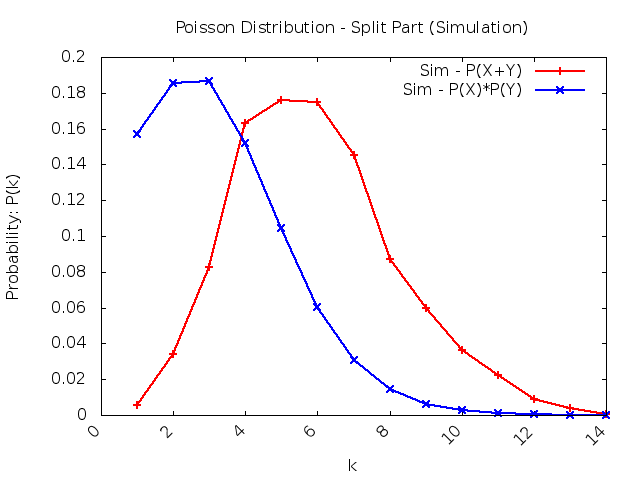 Poisson Distribution - Split Part (Simulation)
Sim - P(X+Y)
Sim - P(X)*P(Y)
Probability: P(k)
0.2
0.18
0.16
0.14
0.12
0.1
0.08
0.06
0.04
0.02
0
0 2 4 6 8 10 12 14
k